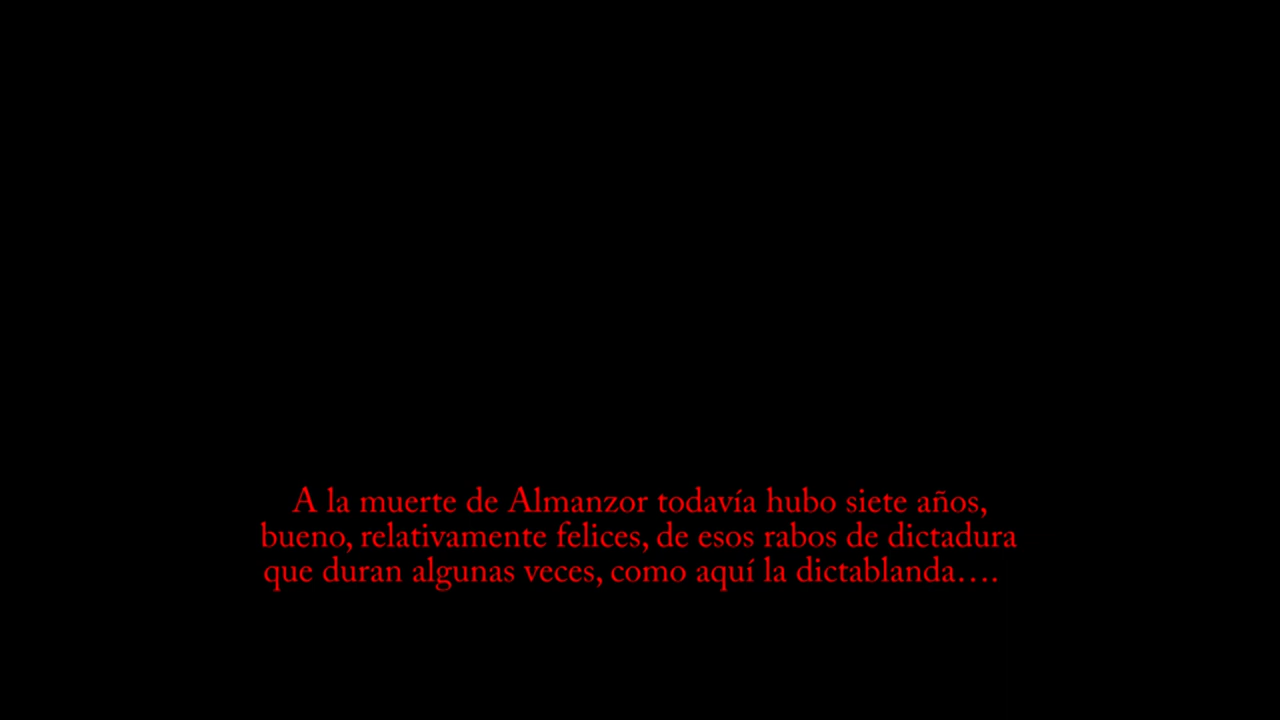 A la muerte de Almanzor todavía hubo siete años,
bueno, relativamente felices, de esos rabos de dictadura
que duran algunas veces, como aquí la dictablanda….